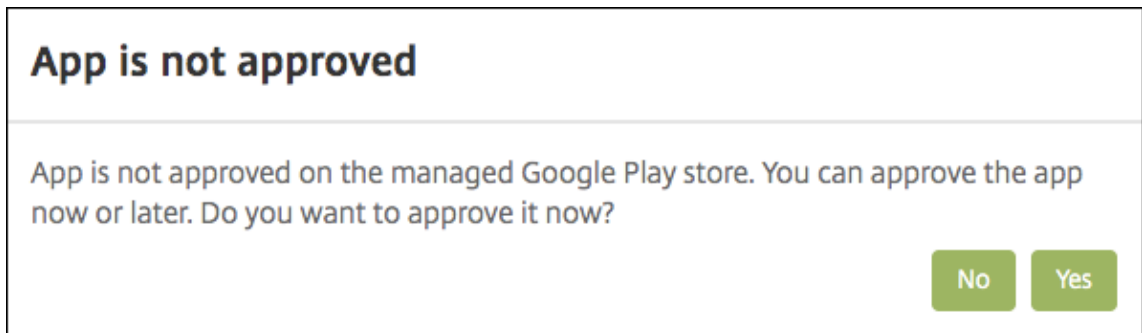 App is not approved
App is not approved on the managed Google Play store. You can approve the app
now or later. Do you want to approve it now?
No Yes